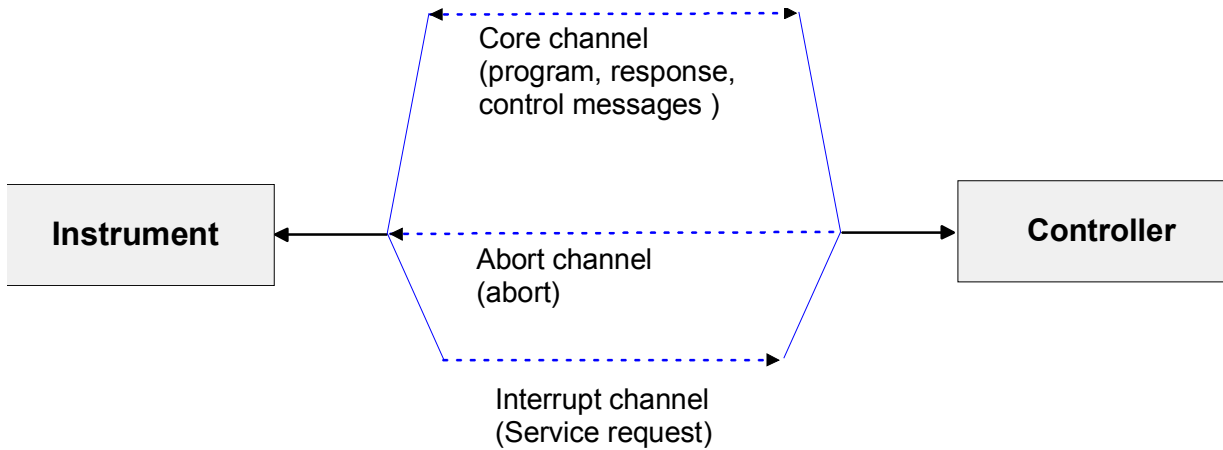 Core channel
(program, response,
control messages )
Instrument
Controller
Abort channel
(abort)
Interrupt channel
(Service request)